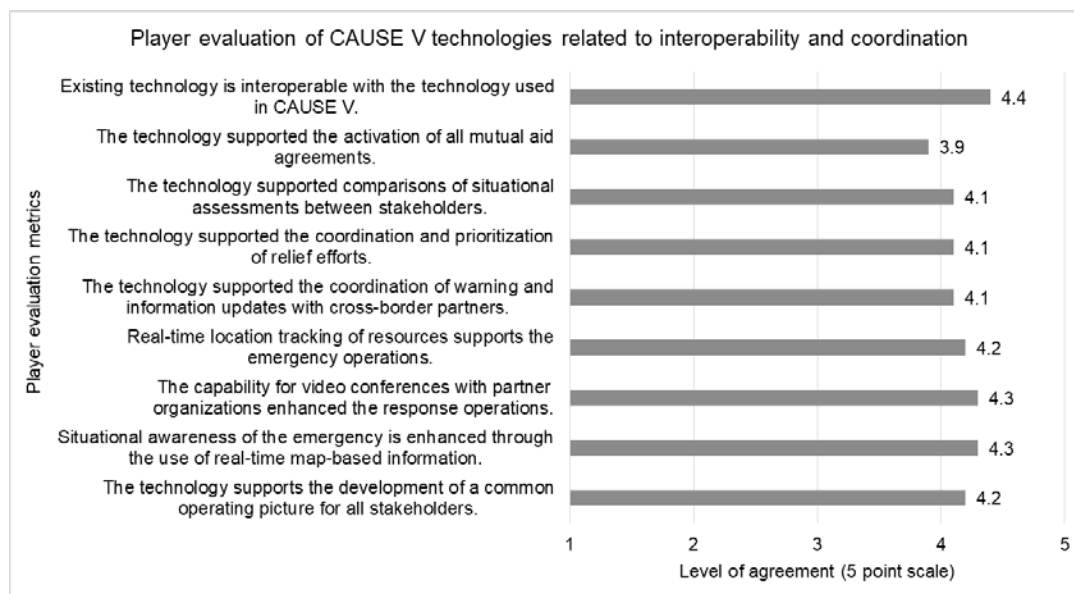 Player evaluation of CAUSE V technologies related to interoperability and coordination
Player evaluation metrics
Existing technology is interoperable with the technology used
in CAUSE V.
4.4
The technology supported the activation of all mutual aid
agreements.
3.9
The technology supported comparisons of situational
assessments between stakeholders.
4.1
The technology supported the coordination and prioritization
of relief efforts.
4.1
The technology supported the coordination of warning and
information updates with cross-border partners.
4.1
Real-time location tracking of resources supports the
emergency operations.
4.2
The capability for video conferences with partner
organizations enhanced the response operations.
4.3
Situational awareness of the emergency is enhanced through
the use of real-time map-based information.
4.3
The technology supports the development of a common
operating picture for all stakeholders.
4.2
1 2 3 4 5
Level of agreement (5 point scale)